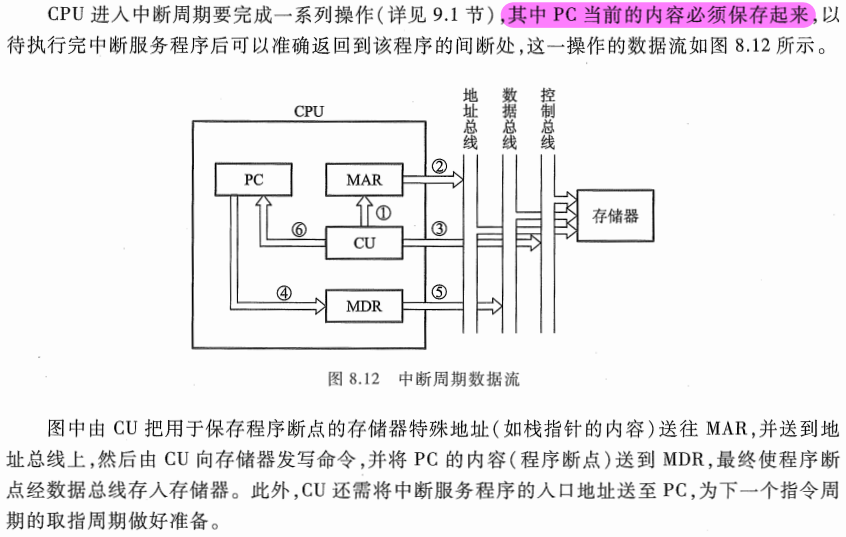 CPU 进入中断周期要完成一系列操作(详见 9.1 节),其中 PC 当前的内容必须保存起来,以
待执行完中断服务程序后可以准确返回到该程序的间断处,这一操作的数据流如图 8.12 所示。
CPU
地址总线
数据总线
控制总线
PC
MAR
②
①
存储器
⑥
CU
③
④
MDR
⑤
图 8.12 中断周期数据流
图中由 CU 把用于保存程序断点的存储器特殊地址(如栈指针的内容)送往 MAR,并送到地
址总线上,然后由 CU 向存储器发写命令,并将 PC 的内容(程序断点)送到 MDR,最终使程序断
点经数据总线存入存储器。此外,CU 还需将中断服务程序的入口地址送至 PC,为下一个指令周
期的取指周期做好准备。